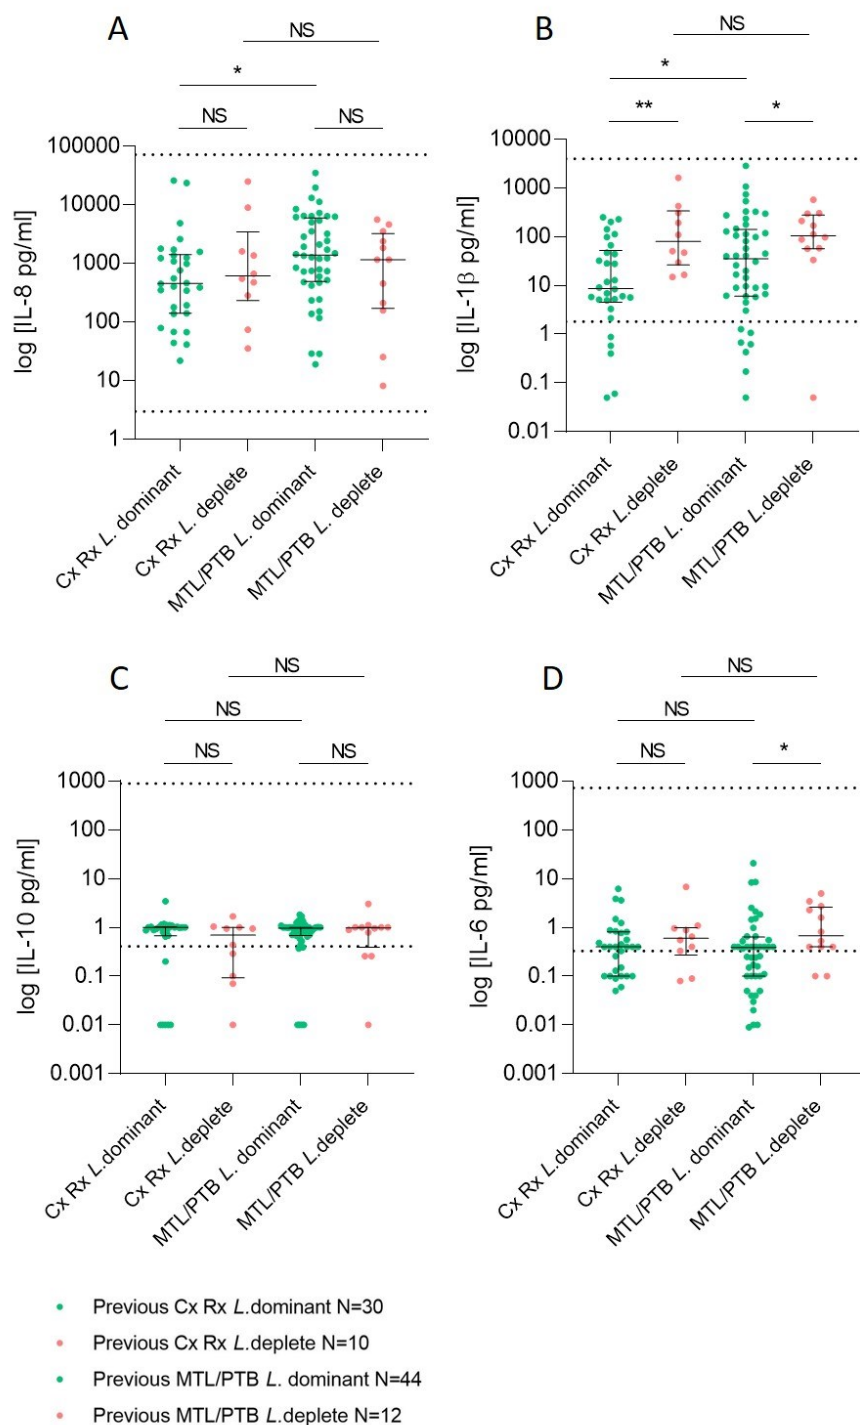 A
NS
*
NS
NS
log [IL-8 pg/ml]
100000
10000
1000
100
10
1
Cx Rx L. dominant
Cx Rx L. deplete
MTL/PTB L. dominant
MTL/PTB L. deplete
B
NS
*
**
*
log [IL-1β pg/ml]
10000
1000
100
10
1
0.1
0.01
Cx Rx L. dominant
Cx Rx L.deplete
MTL/PTB L. dominant
MTL/PTB L.deplete
C
NS
NS
NS
NS
log [IL-10 pg/ml]
1000
100
10
1
0.1
0.01
0.001
Cx Rx L.dominant
Cx Rx L.deplete
MTL/PTB L. dominant
MTL/PTB L.deplete
D
NS
NS
NS
*
log [IL-6 pg/ml]
1000
100
10
1
0.1
0.01
0.001
Cx Rx L.dominant
Cx Rx L.deplete
MTL/PTB L. dominant
MTL/PTB L.deplete
Previous Cx Rx L.dominant N=30
Previous Cx Rx L.deplete N=10
Previous MTL/PTB L. dominant N=44
Previous MTL/PTB L.deplete N=12